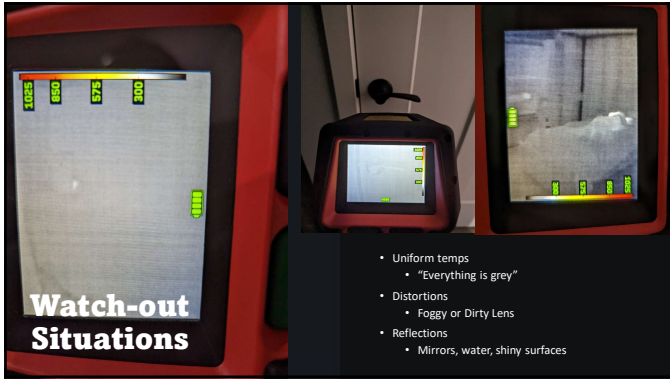 1025
850
575
300
Watch-out
Situations
300
575
850
1025
• Uniform temps
• “Everything is grey”
• Distortions
• Foggy or Dirty Lens
• Reflections
• Mirrors, water, shiny surfaces